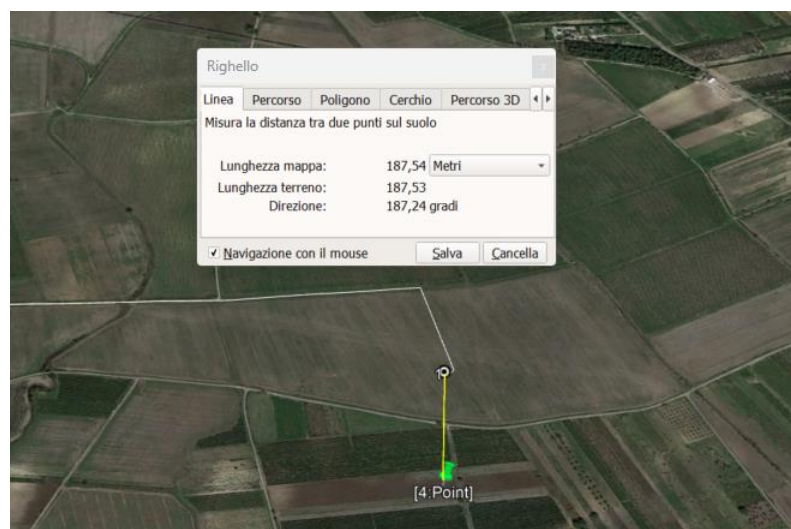 Righello
Linea Percorso Poligono Cerchio Percorso 3D
Misura la distanza tra due punti sul suolo
Lunghezza mappa: 187,54 Metri
Lunghezza terreno: 187,53
Direzione: 187,24 gradi
Navigazione con il mouse Salva Cancella
[4:Point]